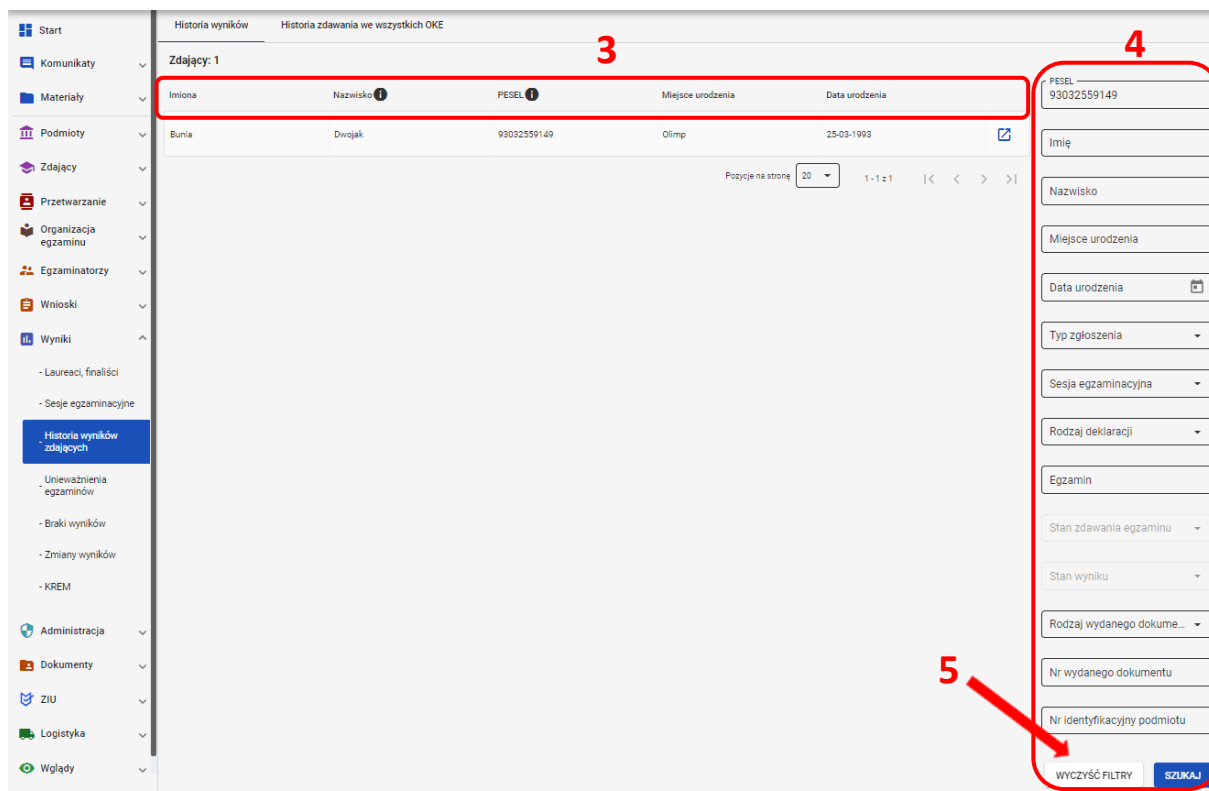 Start
Komunikaty
Materiały
Podmioty
Zdający
Przetwarzanie
Organizacja
egzaminu
Egzaminatorzy
Wnioski
Wyniki
- Laureaci, finaliści
- Sesje egzaminacyjne
- Historia wyników
zdających
- Unieważnienia
egzaminów
- Braki wyników
- Zmiany wyników
- KREM
Administracja
Dokumenty
ZIU
Logistyka
Wglądy
Historia wyników Historia zdawania we wszystkich OKE
Zdający: 1
3
Imiona Nazwisko i PESEL i Miejsce urodzenia Data urodzenia
Bunia Dwojak 93032559149 Olimp 25-03-1993
Pozycje na stronę 20 1 - 1 z 1
4
PESEL
93032559149
Imię
Nazwisko
Miejsce urodzenia
Data urodzenia
Typ zgłoszenia
Sesja egzaminacyjna
Rodzaj deklaracji
Egzamin
Stan zdawania egzaminu
Stan wyniku
Rodzaj wydanego dokume...
Nr wydanego dokumentu
Nr identyfikacyjny podmiotu
5
WYCZYŚĆ FILTRY SZUKAJ